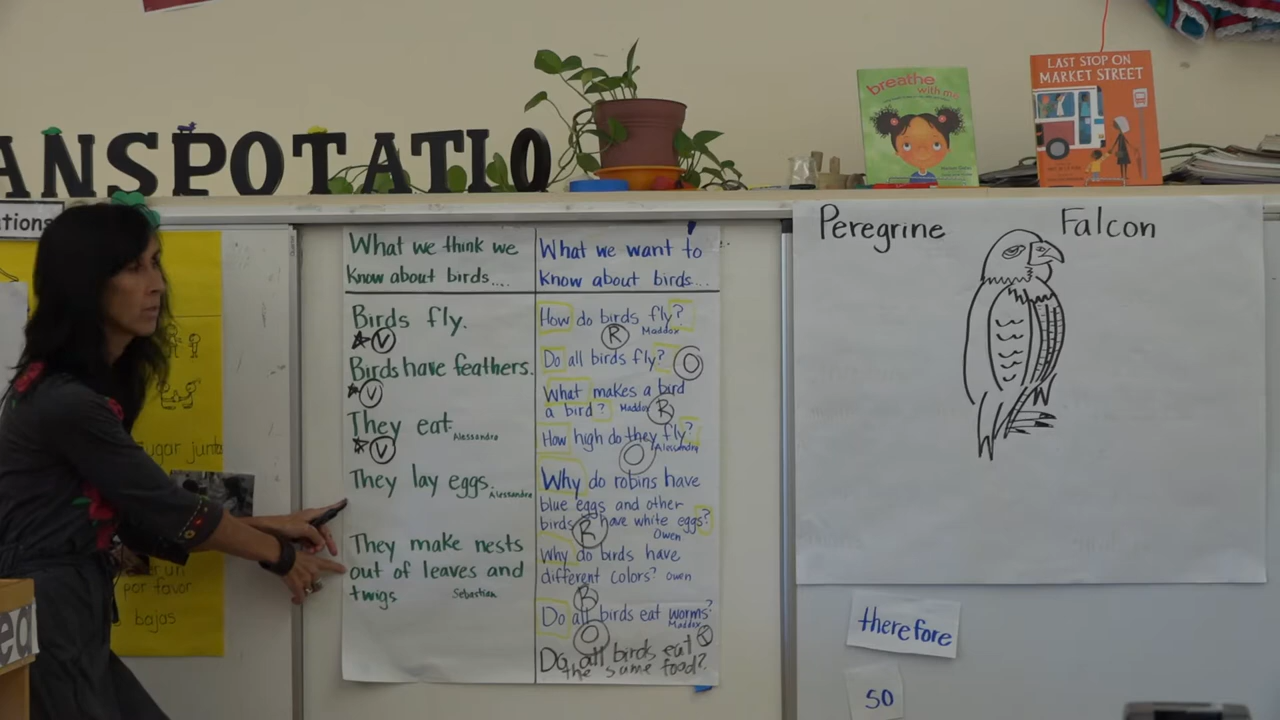 ANSPOTATIO
breathe
with me
LAST STOP ON
MARKET STREET
tions
What we think we
know about birds....
Birds fly.
V
Birds have feathers.
V
They eat.
Alessandra
V
They lay eggs.
Alessandra
They make nests
out of leaves and
twigs
Sebastian
What we want to
know about birds....
How do birds fly?
Maddox
R
Do all birds fly?
O
What makes a bird
a bird? Maddox
R
How high do they fly?
Alessandra
O
Why do robins have
blue eggs and other
birds have white eggs?
R
Owen
Why do birds have
different colors? Owen
R
Do all birds eat worms?
Maddox
O
R
Do all birds eat
the same food?
Peregrine Falcon
therefore
so
por favor
bajas